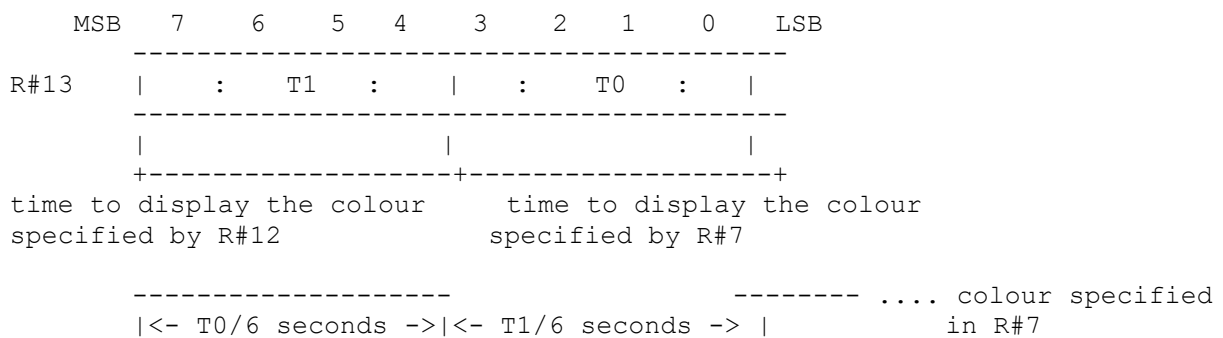 MSB   7    6    5   4    3    2   1    0   LSB
       -----------------------------------------
R#13   |    :   T1   :    |   :    T0   :   |
       -----------------------------------------
       |                  |                 |
       +-------------------+-------------------+
time to display the colour     time to display the colour
specified by R#12             specified by R#7
       --------------------                  -------- .... colour specified
       |<- T0/6 seconds ->|<- T1/6 seconds -> |            in R#7